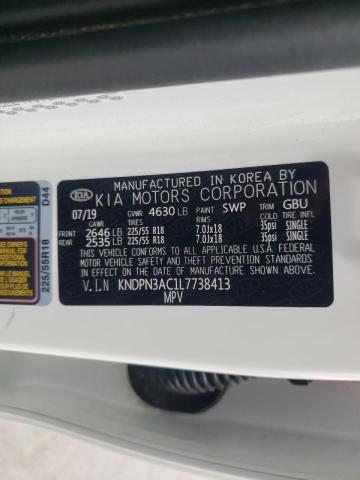 MANUFACTURED IN KOREA BY
KIA KIA MOTORS CORPORATION
07/19 GVWR 4630 LB PAINT SWP TRIM GBU
GAWR TIRES RIMS COLD TIRE INFL
FRONT 2646 LB 225/55 R18 7.0Jx18 35psi SINGLE
REAR 2535 LB 225/55 R18 7.0Jx18 35psi SINGLE
THIS VEHICLE CONFORMS TO ALL APPLICABLE U.S.A FEDERAL
MOTOR VEHICLE SAFETY AND THEFT PREVENTION STANDARDS
IN EFFECT ON THE DATE OF MANUFACTURE SHOWN ABOVE.
V.I.N KNDPN3AC1L7738413
MPV
D44
225/55R18